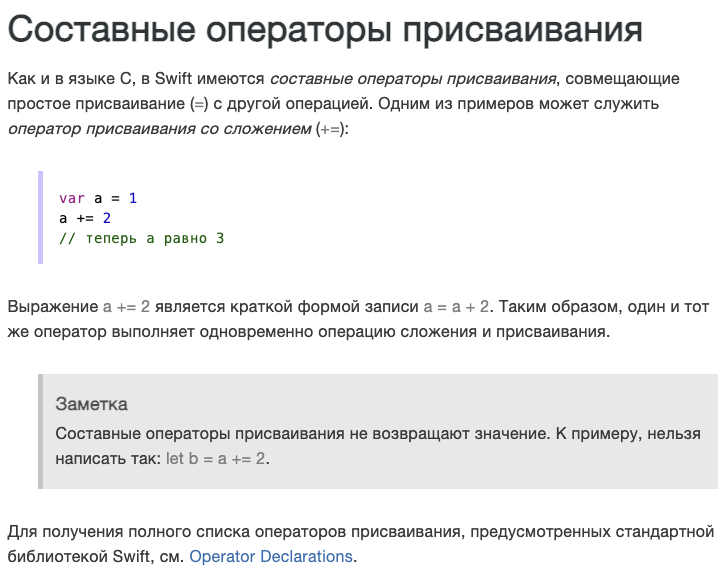 Составные операторы присваивания
Как и в языке C, в Swift имеются составные операторы присваивания, совмещающие
простое присваивание (=) с другой операцией. Одним из примеров может служить
оператор присваивания со сложением (+=):
var a = 1
a += 2
// теперь a равно 3
Выражение a += 2 является краткой формой записи a = a + 2. Таким образом, один и тот
же оператор выполняет одновременно операцию сложения и присваивания.
Заметка
Составные операторы присваивания не возвращают значение. К примеру, нельзя
написать так: let b = a += 2.
Для получения полного списка операторов присваивания, предусмотренных стандартной
библиотекой Swift, см. Operator Declarations.